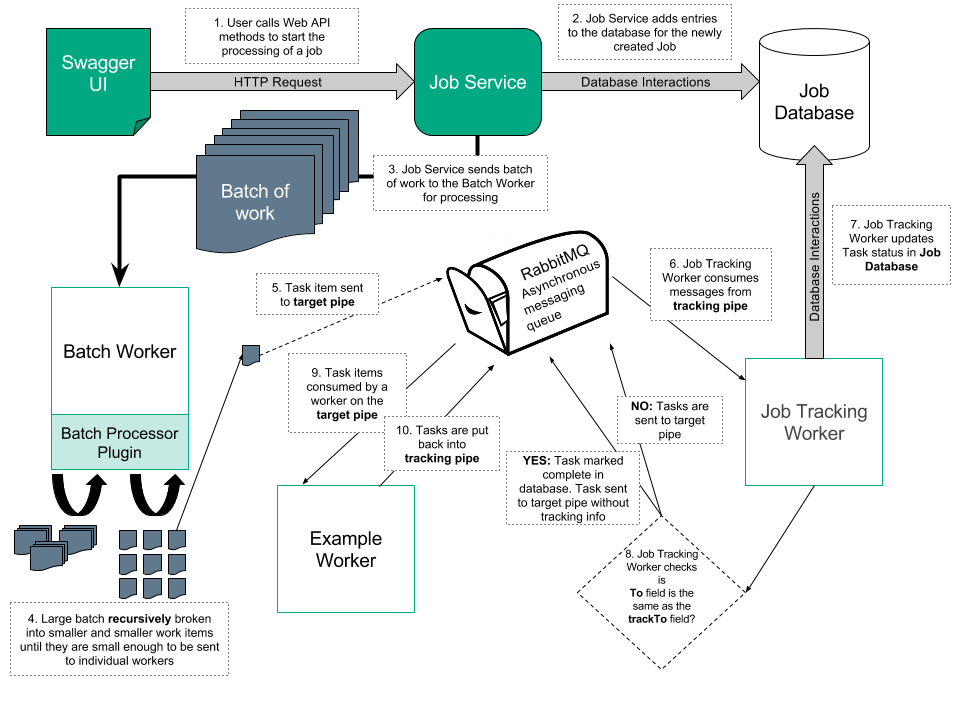 1. User calls Web API
methods to start the
processing of a job
2. Job Service adds entries
to the database for the newly
created Job
Swagger
UI
HTTP Request
Job Service
Database Interactions
Job
Database
3. Job Service sends batch
of work to the Batch Worker
for processing
Batch of
work
7. Job Tracking
Worker updates
Task status in Job
Database
Database Interactions
RabbitMQ
Asynchronous
messaging
queue
6. Job Tracking
Worker consumes
messages from
tracking pipe
5. Task item sent
to target pipe
Batch Worker
Batch Processor
Plugin
9. Task items
consumed by a
worker on the
target pipe
10. Tasks are put
back into
tracking pipe
NO: Tasks are
sent to target
pipe
Job Tracking
Worker
YES: Task marked
complete in
database. Task sent
to target pipe without
tracking info
Example
Worker
8. Job Tracking
Worker checks
is
To field is the
same as the
trackTo field?
4. Large batch recursively broken
into smaller and smaller work items
until they are small enough to be sent
to individual workers